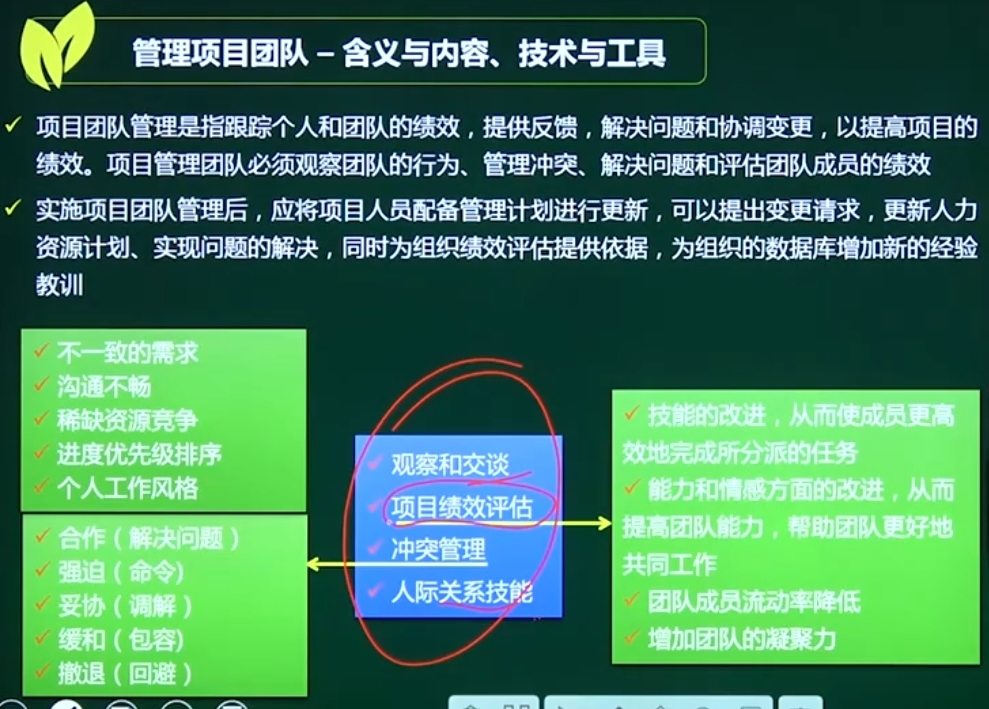 管理项目团队 – 含义与内容、技术与工具
项目团队管理是指跟踪个人和团队的绩效，提供反馈，解决问题和协调变更，以提高项目的
绩效。项目管理团队必须观察团队的行为、管理冲突、解决问题和评估团队成员的绩效
实施项目团队管理后，应将项目人员配备管理计划进行更新，可以提出变更请求，更新人力
资源计划、实现问题的解决，同时为组织绩效评估提供依据，为组织的数据库增加新的经验
教训
不一致的需求
沟通不畅
稀缺资源竞争
进度优先级排序
个人工作风格
合作（解决问题）
强迫（命令）
妥协（调解）
缓和（包容）
撤退（回避）
观察和交谈
项目绩效评估
冲突管理
人际关系技能
技能的改进，从而使成员更高
效地完成所分派的任务
能力和情感方面的改进，从而
提高团队能力，帮助团队更好地
共同工作
团队成员流动率降低
增加团队的凝聚力